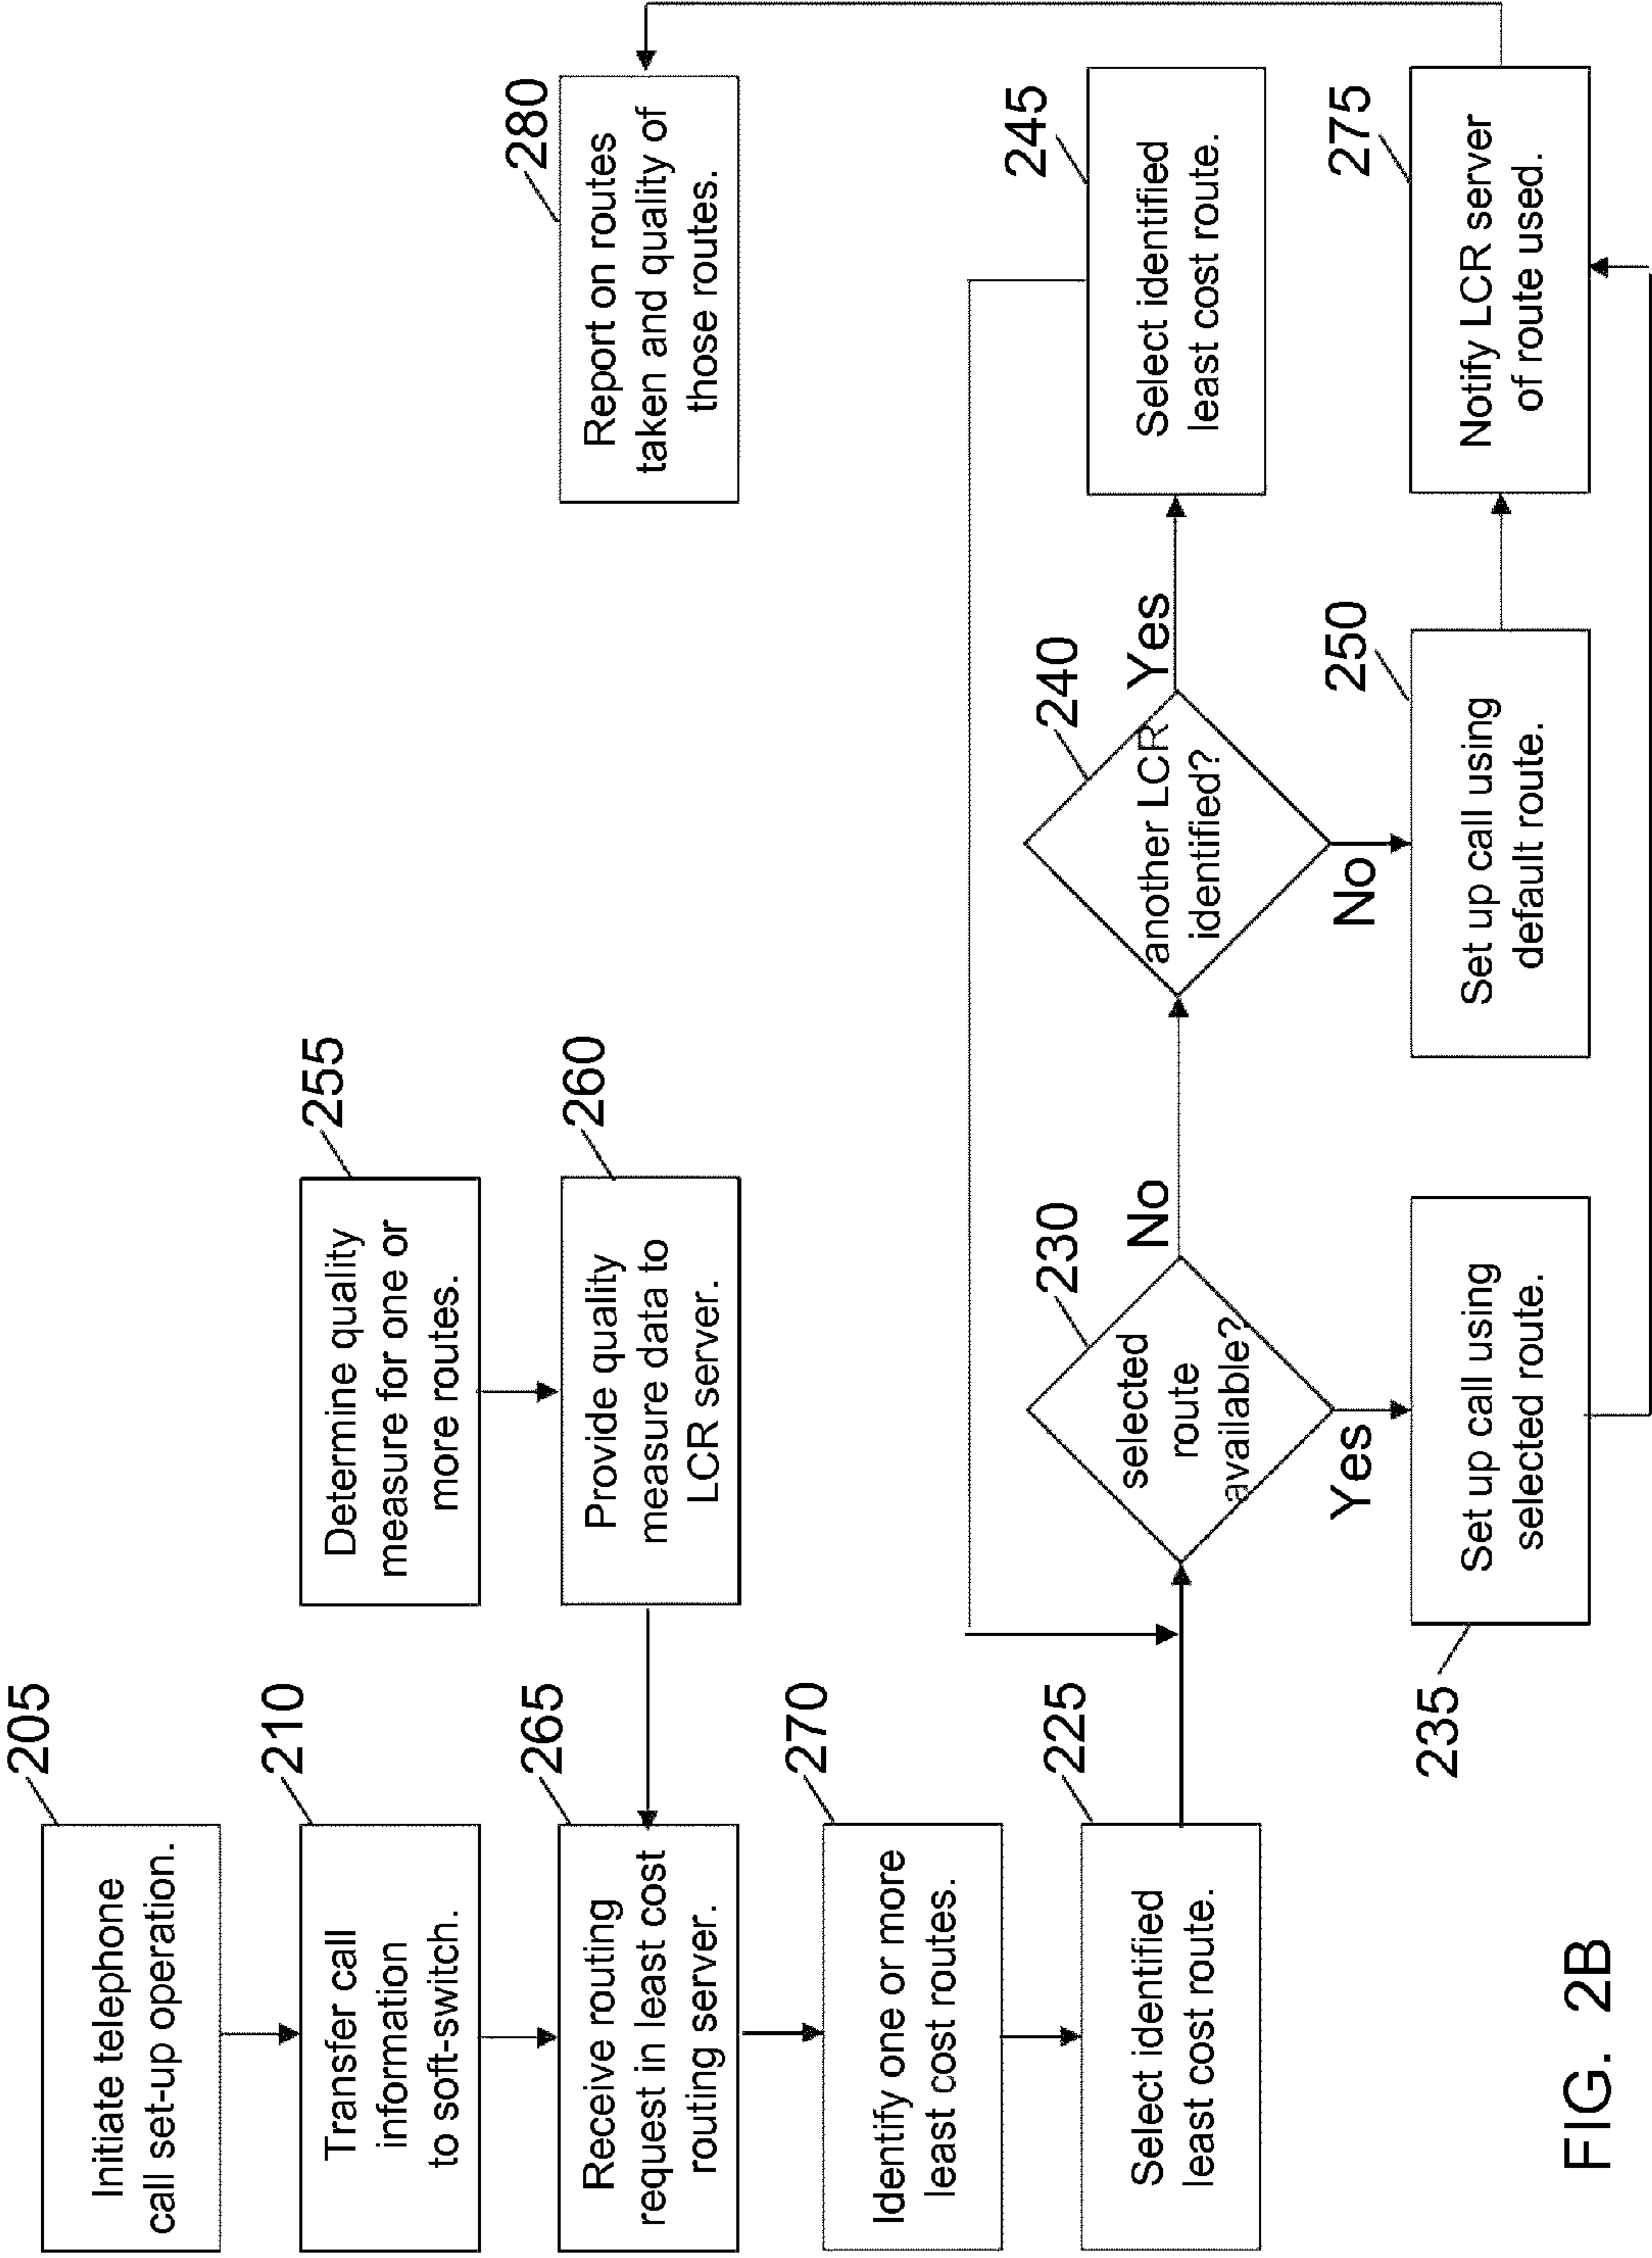 205
Initiate telephone
call set-up operation.
210
Transfer call
information
to soft-switch.
255
Determine quality
measure for one or
more routes.
260
Provide quality
measure data to
LCR server.
265
Receive routing
request in least cost
routing server.
270
Identify one or more
least cost routes.
225
Select identified
least cost route.
230
selected
route
available?
No
Yes
235
Set up call using
selected route.
240
another LCR
identified?
Yes
No
245
Select identified
least cost route.
250
Set up call using
default route.
275
Notify LCR server
of route used.
280
Report on routes
taken and quality of
those routes.
FIG. 2B